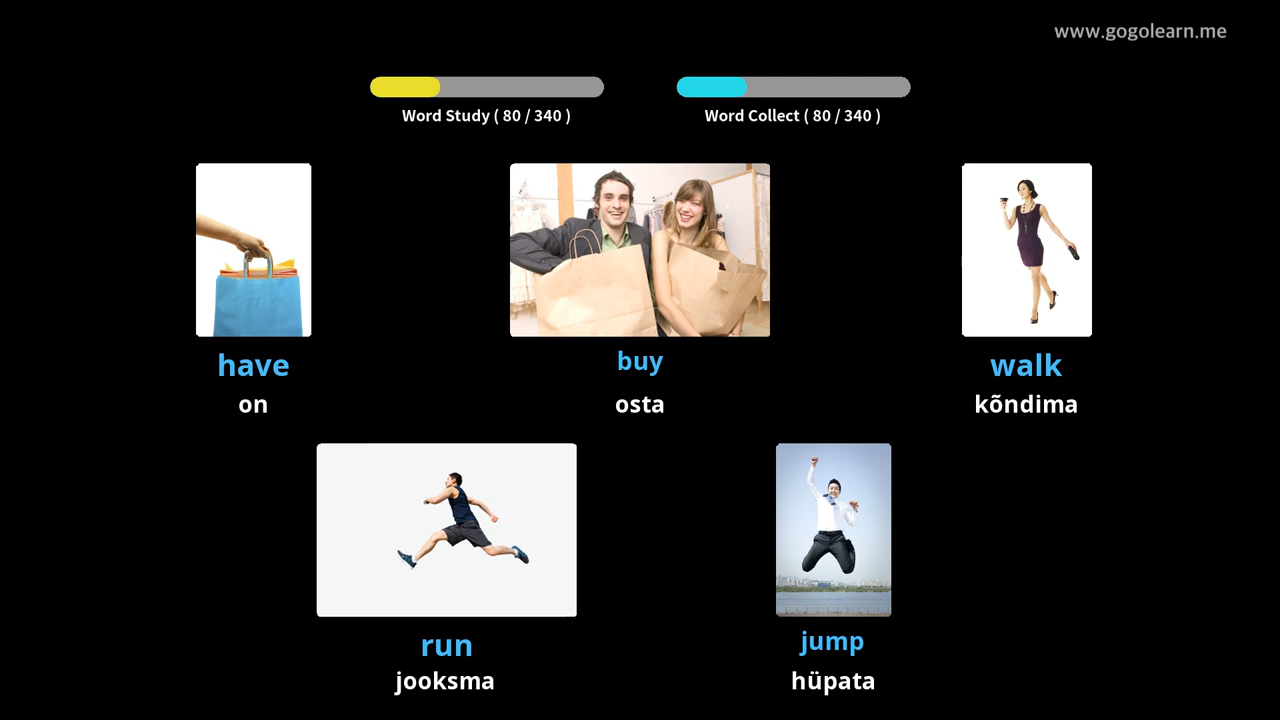 www.gogolearn.me
Word Study ( 80 / 340 )
Word Collect ( 80 / 340 )
have
buy
walk
on
osta
kõndima
run
jump
jooksma
hüpata